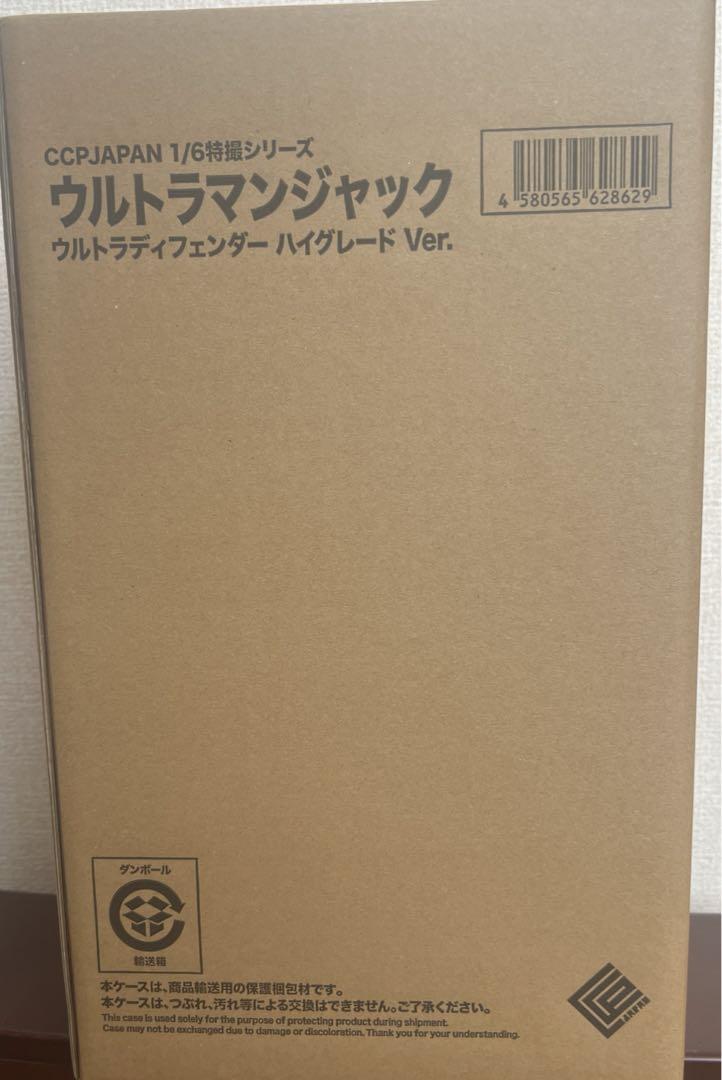 CCPJAPAN 1/6特撮シリーズ
ウルトラマンジャック
ウルトラディフェンダー ハイグレード Ver.
4 580565 628629
ダンボール
輸送箱
本ケースは、商品輸送用の保護梱包材です。
本ケースは、つぶれ、汚れ等による交換はできません。ご了承ください。
This case is used solely for the purpose of protecting product during shipment.
Case may not be exchanged due to damage or discoloration. Thank you for your understanding.
CCP JAPAN